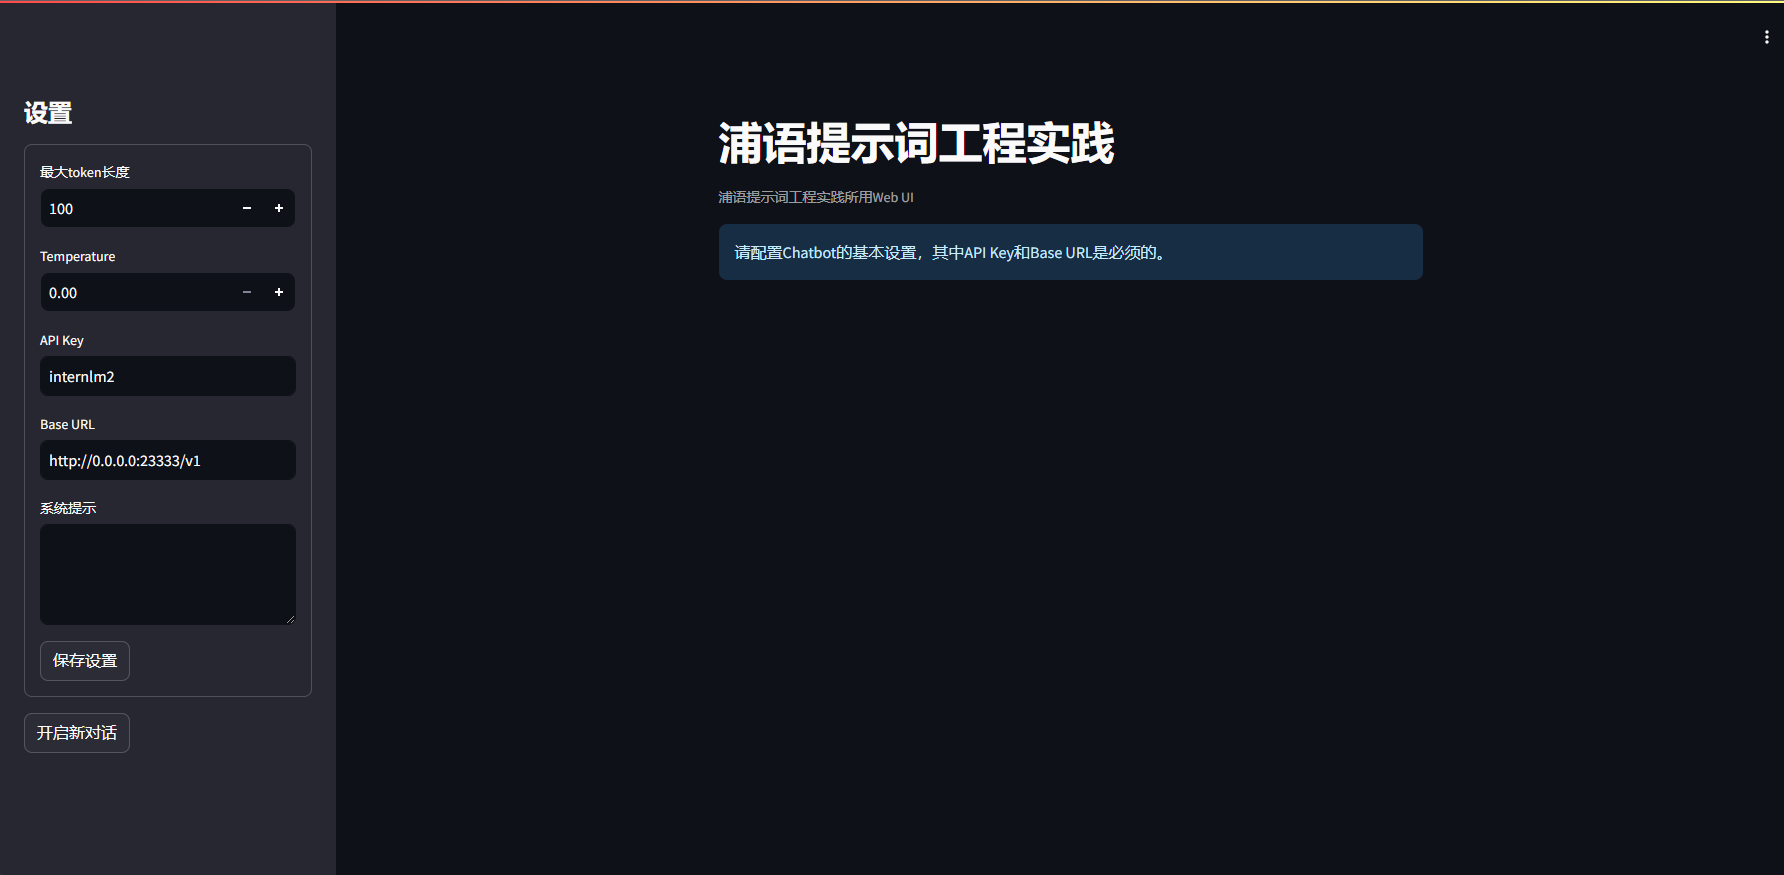 设置
最大token长度
100
Temperature
0.00
API Key
internlm2
Base URL
http://0.0.0.0:23333/v1
系统提示
保存设置
开启新对话
浦语提示词工程实践
浦语提示词工程实践所用Web UI
请配置Chatbot的基本设置，其中API Key和Base URL是必须的。